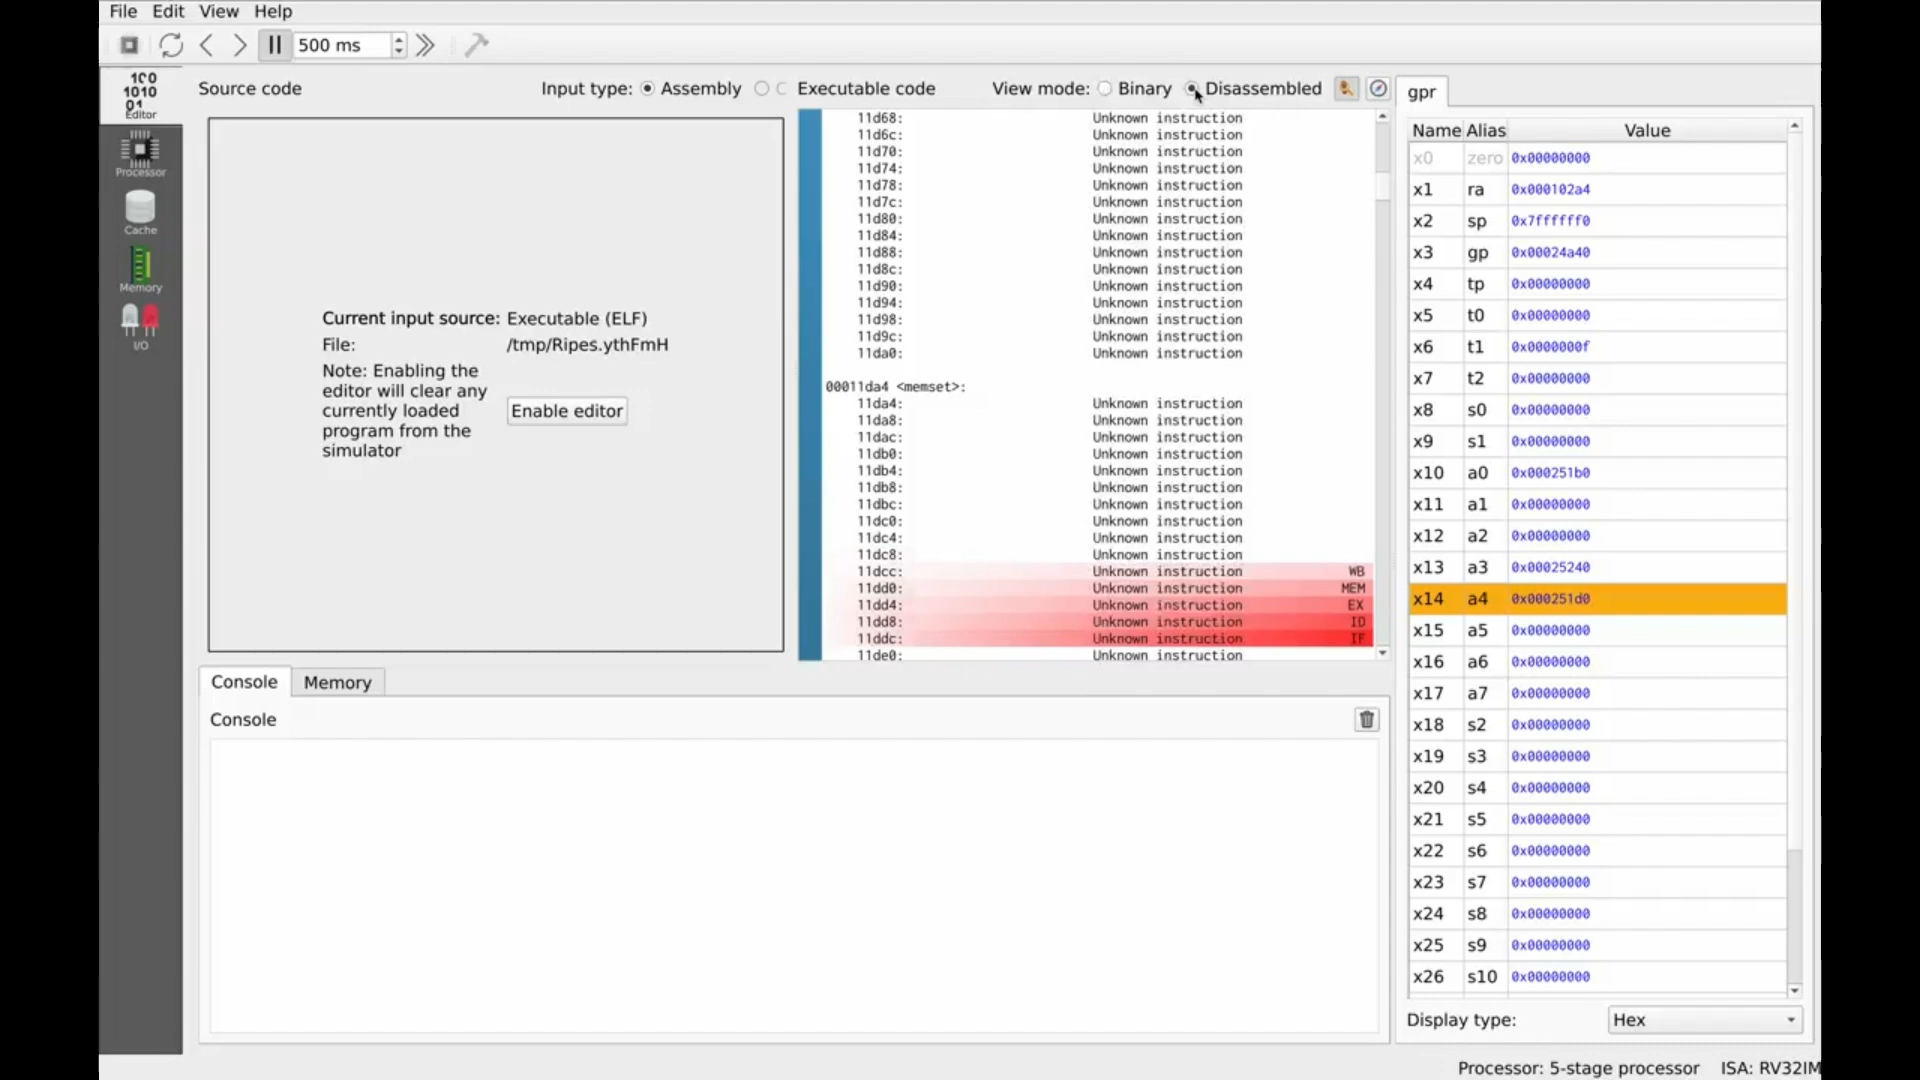 File Edit View Help
500 ms
100
1010
01
Editor
Processor
Cache
Memory
I/O
Source code
Input type: Assembly C
Executable code
View mode: Binary Disassembled
Current input source: Executable (ELF)
File: /tmp/Ripes.ythFmH
Note: Enabling the
editor will clear any
currently loaded
program from the
simulator
Enable editor
11d68: Unknown instruction
11d6c: Unknown instruction
11d70: Unknown instruction
11d74: Unknown instruction
11d78: Unknown instruction
11d7c: Unknown instruction
11d80: Unknown instruction
11d84: Unknown instruction
11d88: Unknown instruction
11d8c: Unknown instruction
11d90: Unknown instruction
11d94: Unknown instruction
11d98: Unknown instruction
11d9c: Unknown instruction
11da0: Unknown instruction
00011da4 <memset>:
11da4: Unknown instruction
11da8: Unknown instruction
11dac: Unknown instruction
11db0: Unknown instruction
11db4: Unknown instruction
11db8: Unknown instruction
11dbc: Unknown instruction
11dc0: Unknown instruction
11dc4: Unknown instruction
11dc8: Unknown instruction
11dcc: Unknown instruction WB
11dd0: Unknown instruction MEM
11dd4: Unknown instruction EX
11dd8: Unknown instruction ID
11ddc: Unknown instruction IF
11de0: Unknown instruction
Console Memory
Console
gpr
Name Alias Value
x0 zero 0x00000000
x1 ra 0x000102a4
x2 sp 0x7ffffff0
x3 gp 0x00024a40
x4 tp 0x00000000
x5 t0 0x00000000
x6 t1 0x0000000f
x7 t2 0x00000000
x8 s0 0x00000000
x9 s1 0x00000000
x10 a0 0x000251b0
x11 a1 0x00000000
x12 a2 0x00000000
x13 a3 0x00025240
x14 a4 0x000251d0
x15 a5 0x00000000
x16 a6 0x00000000
x17 a7 0x00000000
x18 s2 0x00000000
x19 s3 0x00000000
x20 s4 0x00000000
x21 s5 0x00000000
x22 s6 0x00000000
x23 s7 0x00000000
x24 s8 0x00000000
x25 s9 0x00000000
x26 s10 0x00000000
Display type: Hex
Processor: 5-stage processor ISA: RV32IM